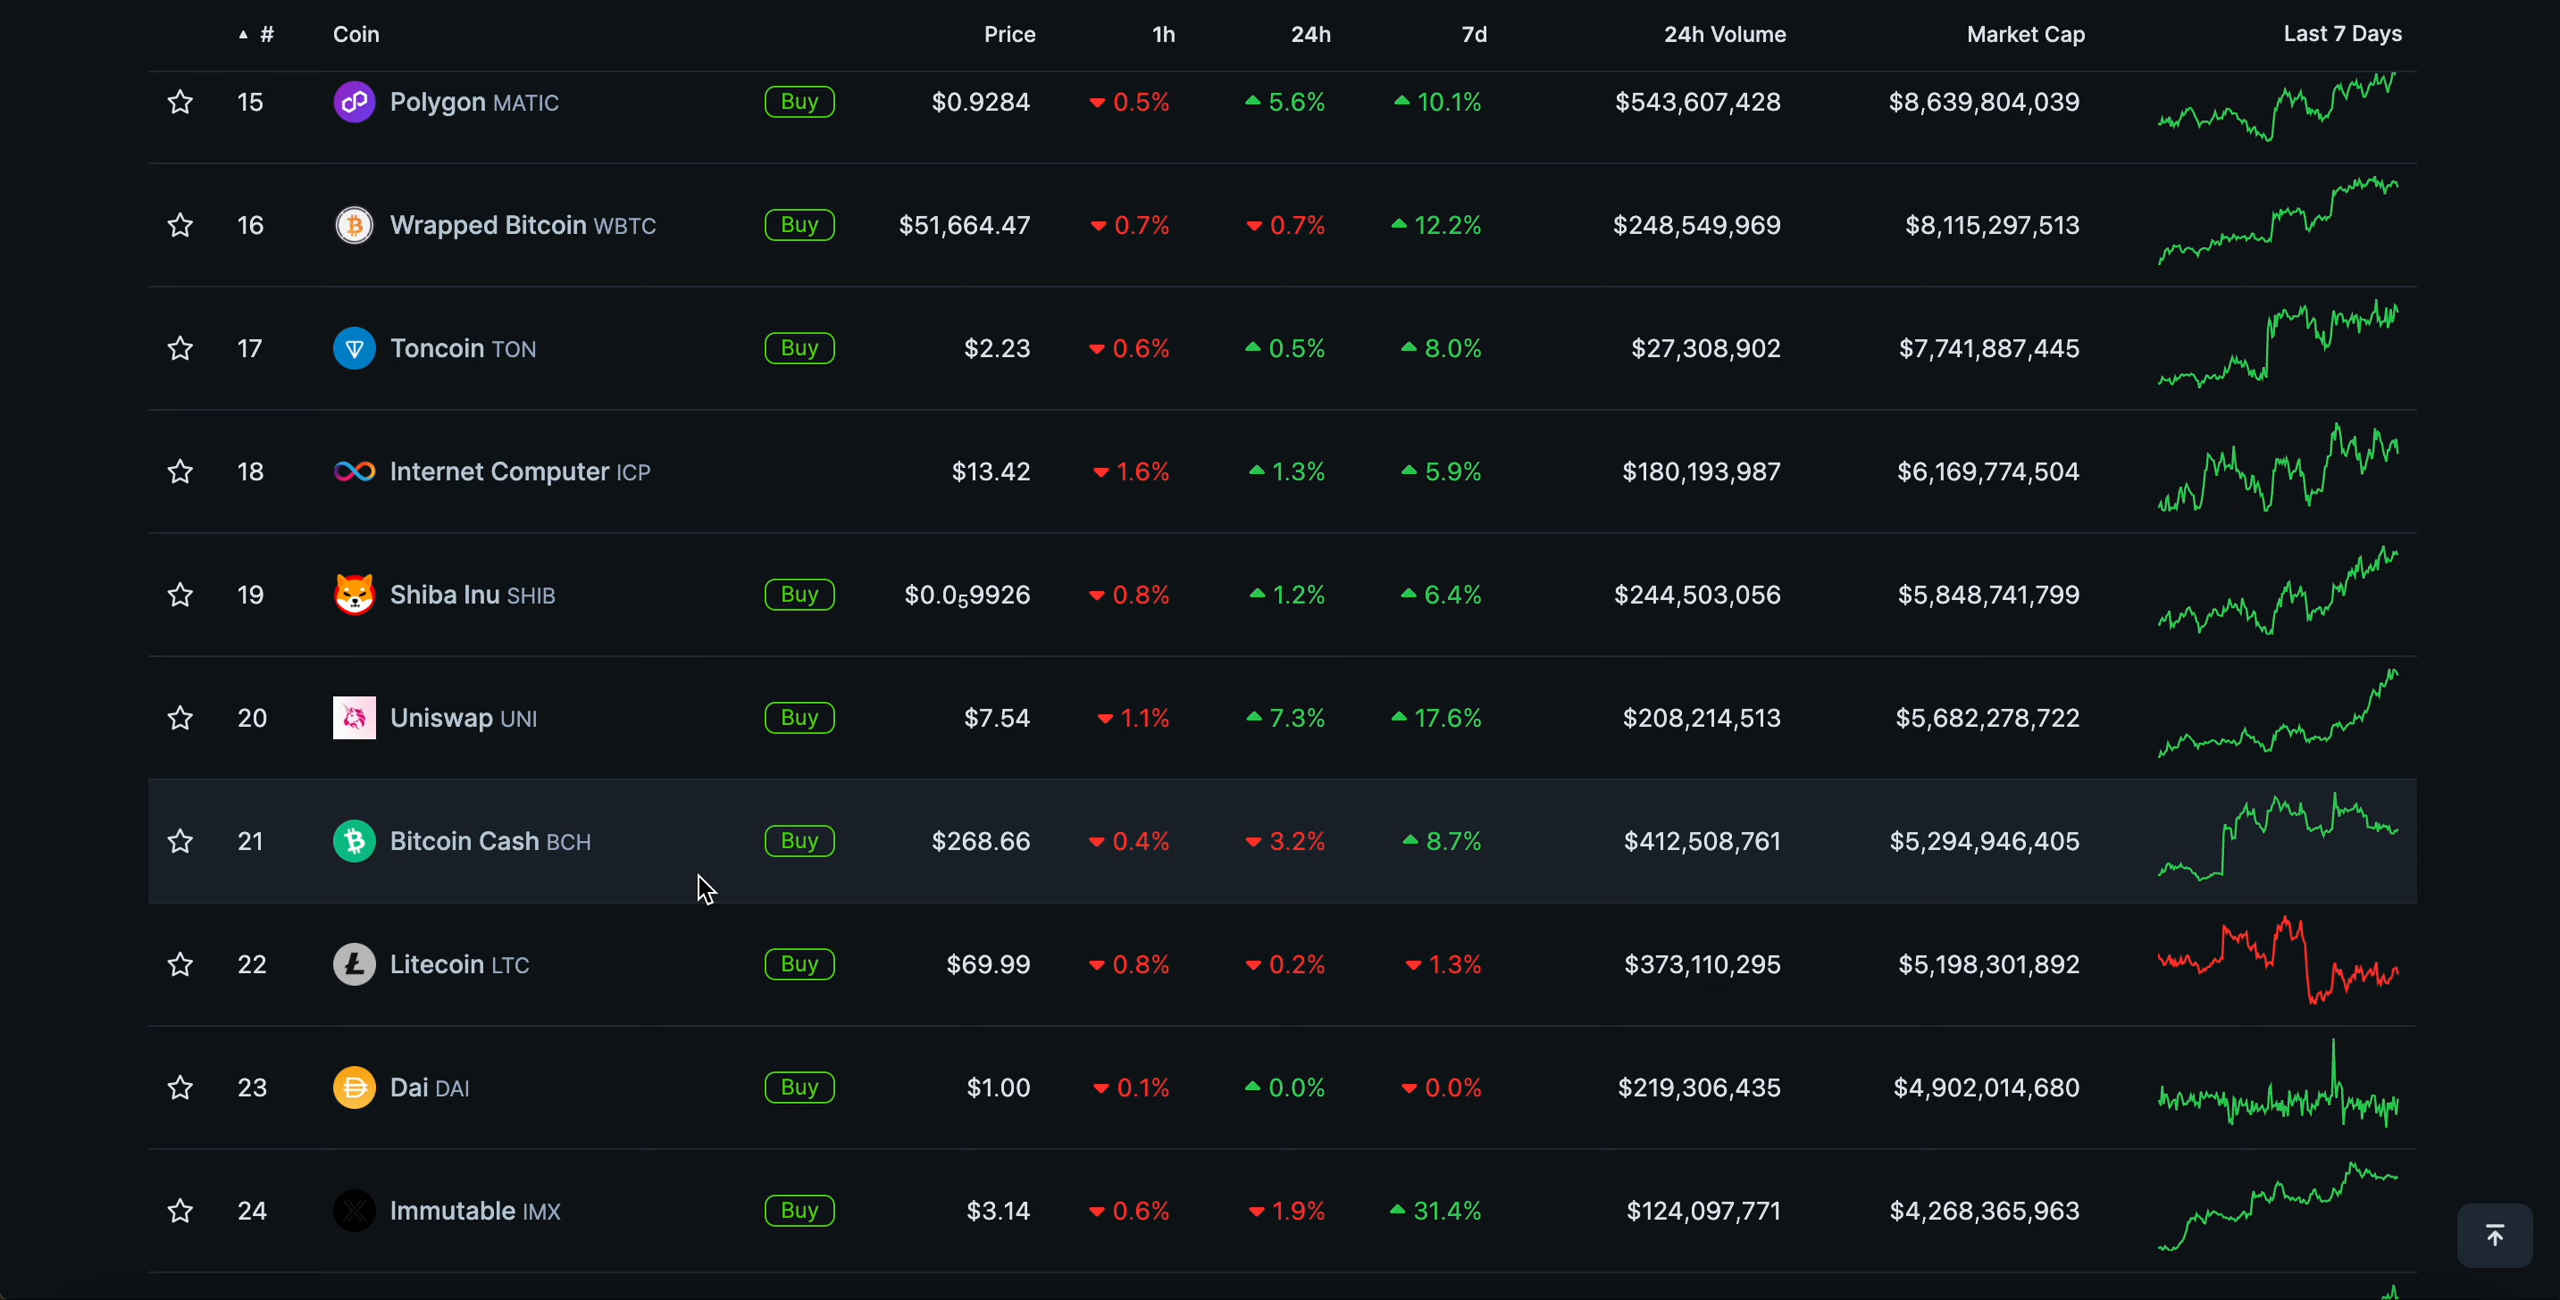 ▲ # Coin Price 1h 24h 7d 24h Volume Market Cap Last 7 Days
15 Polygon MATIC Buy $0.9284 ▼ 0.5% ▲ 5.6% ▲ 10.1% $543,607,428 $8,639,804,039
16 Wrapped Bitcoin WBTC Buy $51,664.47 ▼ 0.7% ▼ 0.7% ▲ 12.2% $248,549,969 $8,115,297,513
17 Toncoin TON Buy $2.23 ▼ 0.6% ▲ 0.5% ▲ 8.0% $27,308,902 $7,741,887,445
18 Internet Computer ICP $13.42 ▼ 1.6% ▲ 1.3% ▲ 5.9% $180,193,987 $6,169,774,504
19 Shiba Inu SHIB Buy $0.0₅9926 ▼ 0.8% ▲ 1.2% ▲ 6.4% $244,503,056 $5,848,741,799
20 Uniswap UNI Buy $7.54 ▼ 1.1% ▲ 7.3% ▲ 17.6% $208,214,513 $5,682,278,722
21 Bitcoin Cash BCH Buy $268.66 ▼ 0.4% ▼ 3.2% ▲ 8.7% $412,508,761 $5,294,946,405
22 Litecoin LTC Buy $69.99 ▼ 0.8% ▼ 0.2% ▼ 1.3% $373,110,295 $5,198,301,892
23 Dai DAI Buy $1.00 ▼ 0.1% ▲ 0.0% ▼ 0.0% $219,306,435 $4,902,014,680
24 Immutable IMX Buy $3.14 ▼ 0.6% ▼ 1.9% ▲ 31.4% $124,097,771 $4,268,365,963